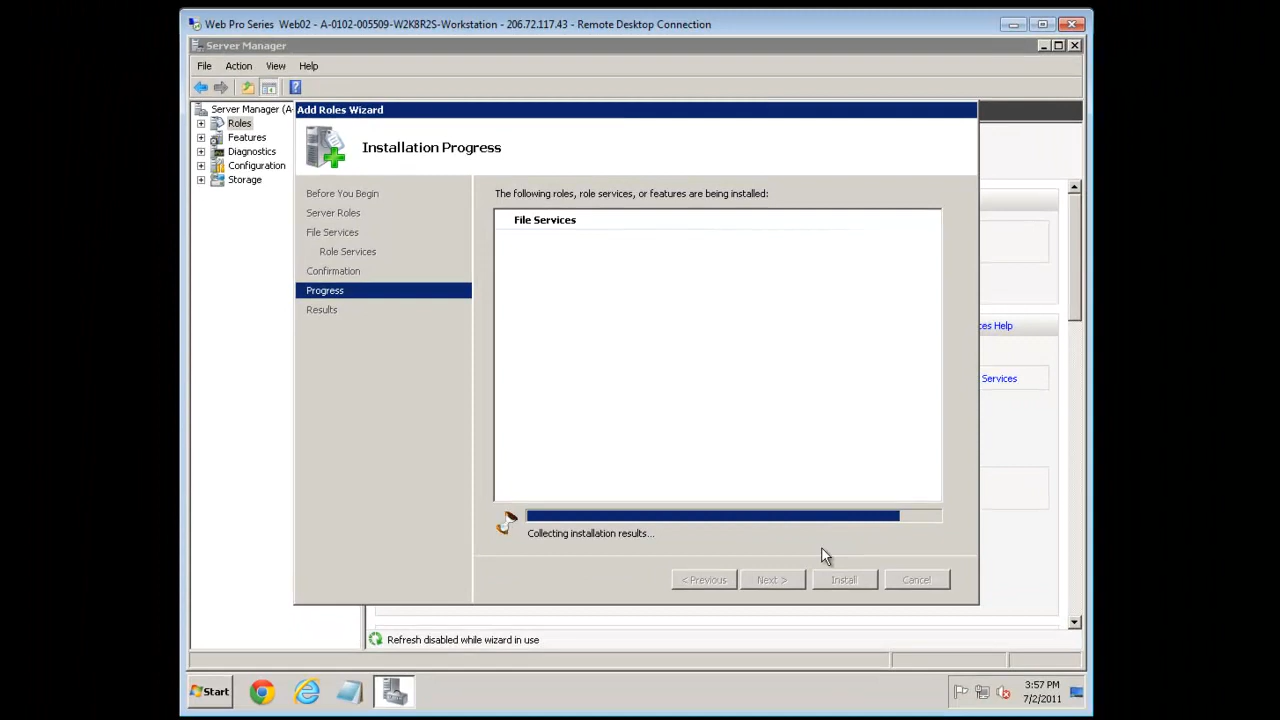 Web Pro Series Web02 - A-0102-005509-W2K8R2S-Workstation - 206.72.117.43 - Remote Desktop Connection
Server Manager
File Action View Help
Server Manager (A-
Roles
Features
Diagnostics
Configuration
Storage
Add Roles Wizard
Installation Progress
Before You Begin
Server Roles
File Services
Role Services
Confirmation
Progress
Results
The following roles, role services, or features are being installed:
File Services
Collecting installation results...
< Previous Next > Install Cancel
ces Help
Services
Refresh disabled while wizard in use
Start
3:57 PM
7/2/2011